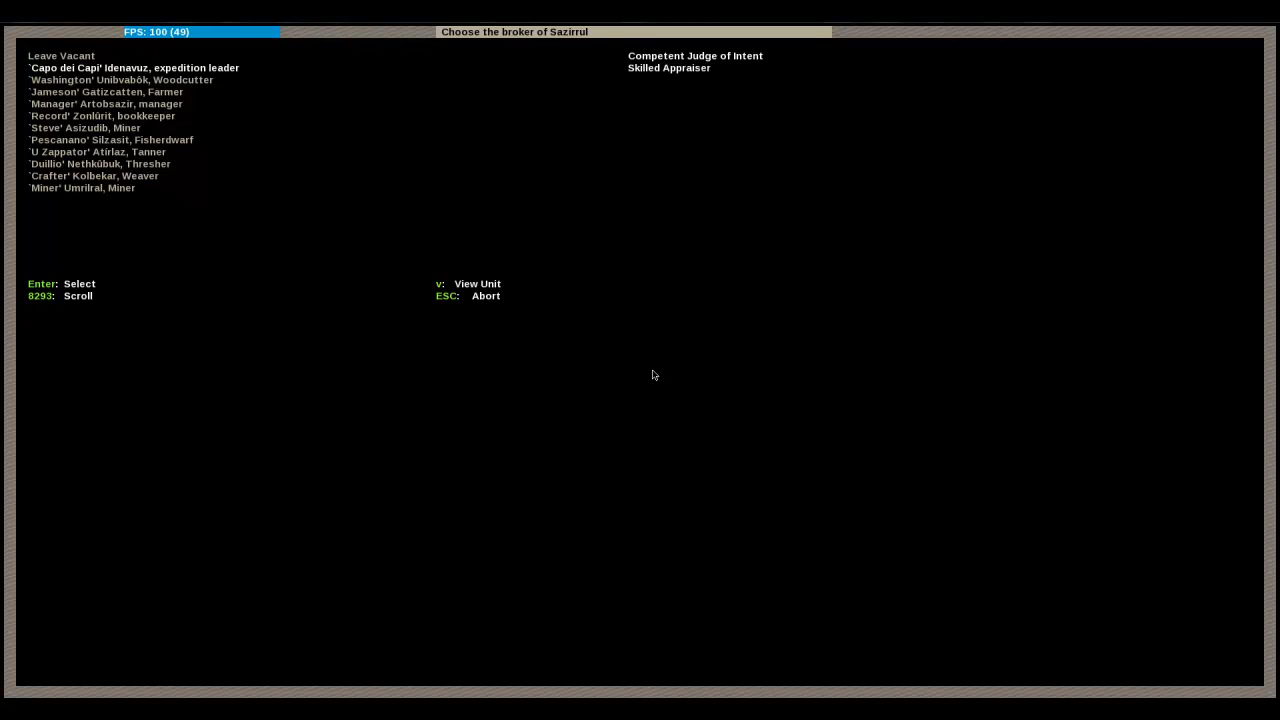 FPS: 100 (49)
Choose the broker of Sazirrul
Leave Vacant
Competent Judge of Intent
`Capo dei Capi' Idenavuz, expedition leader
Skilled Appraiser
`Washington' Unibvabôk, Woodcutter
`Jameson' Gatizcatten, Farmer
`Manager' Artobsazir, manager
`Record' Zonlûrit, bookkeeper
`Steve' Asizudib, Miner
`Pescanano' Silzasit, Fisherdwarf
`U Zappator' Atírlaz, Tanner
`Duillio' Nethkûbuk, Thresher
`Crafter' Kolbekar, Weaver
`Miner' Umrilral, Miner
Enter: Select
v: View Unit
8293: Scroll
ESC: Abort